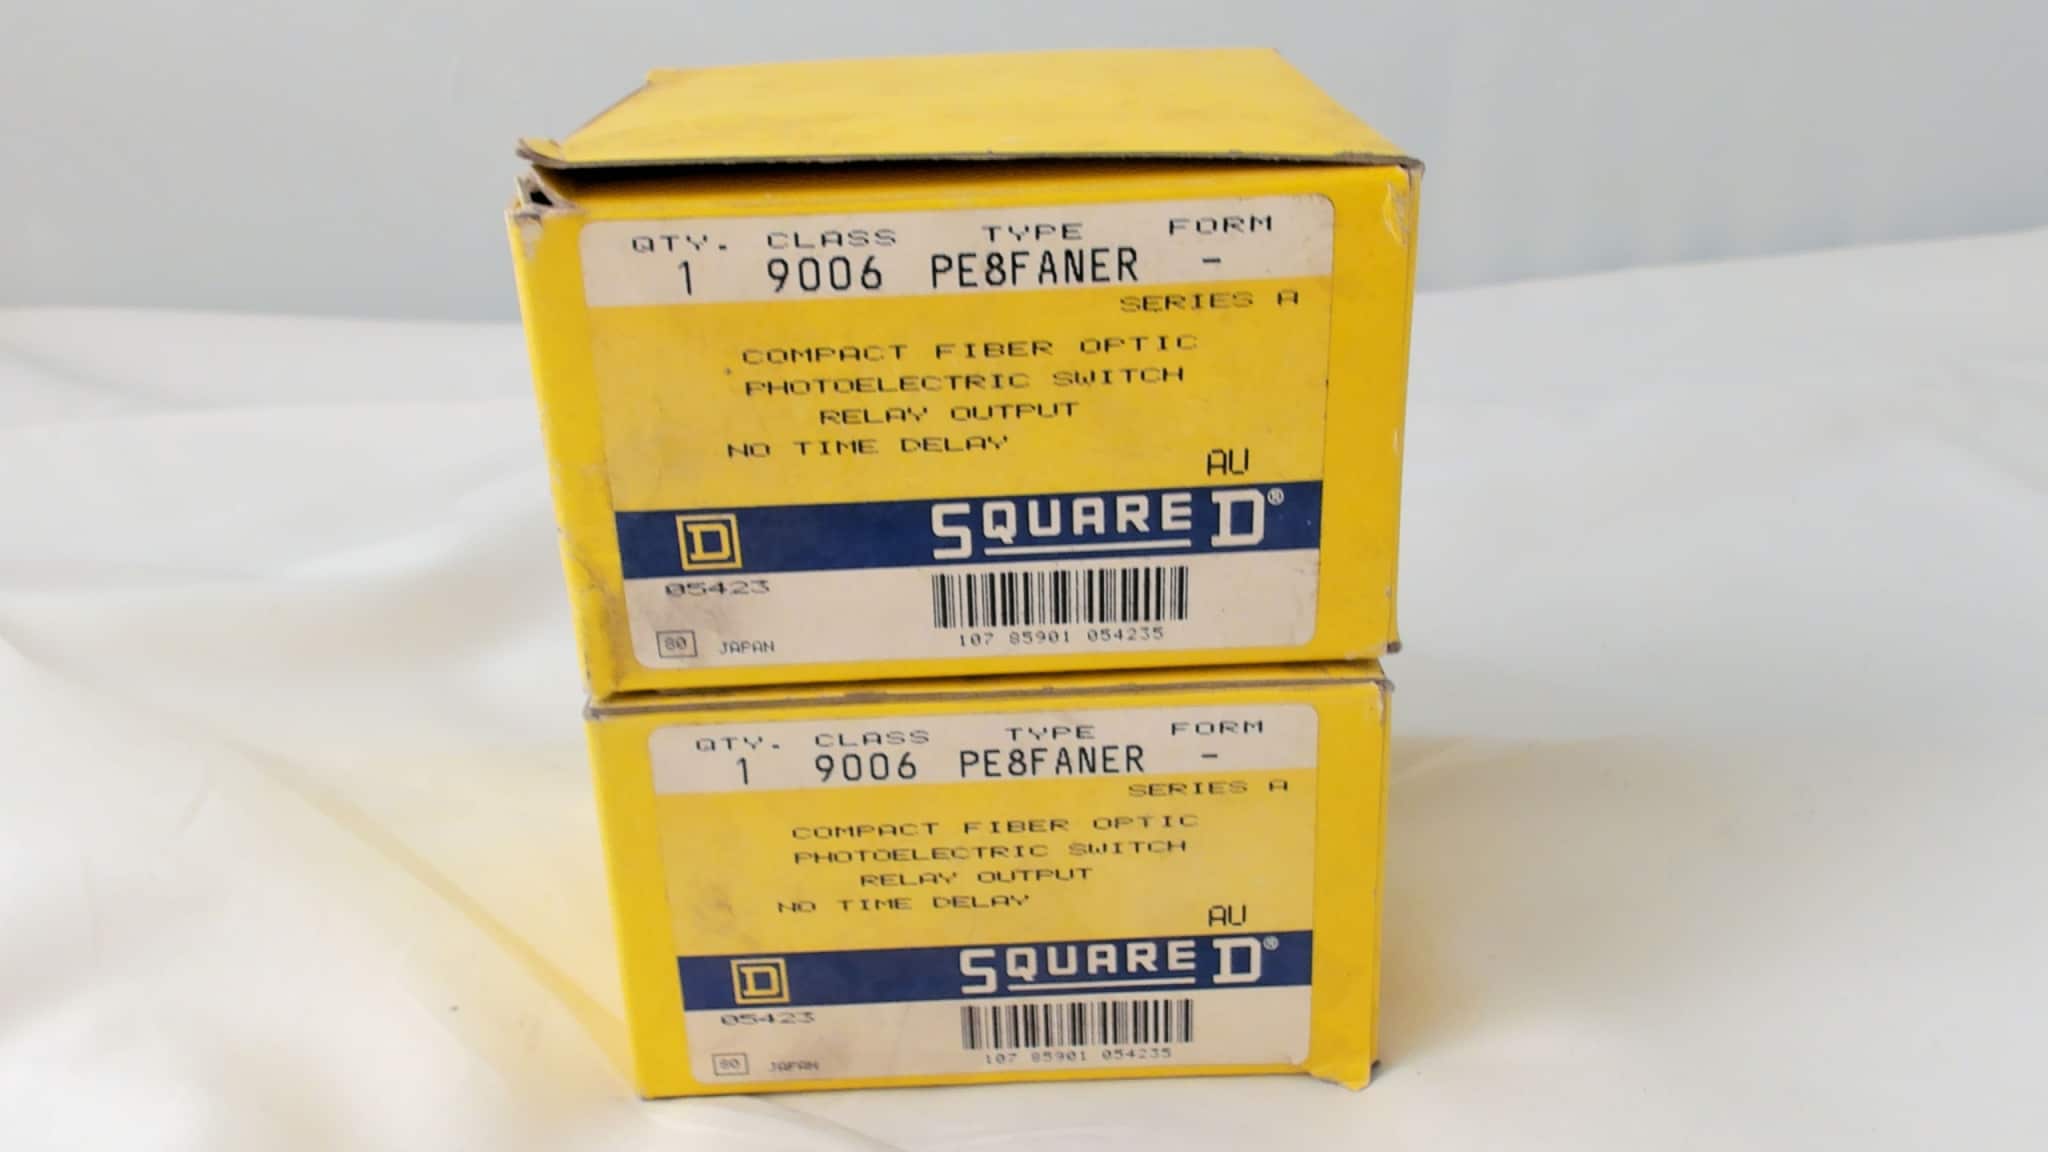 QTY. CLASS TYPE FORM
1 9006 PE8FANER -
SERIES A
COMPACT FIBER OPTIC
PHOTOELECTRIC SWITCH
RELAY OUTPUT
NO TIME DELAY
AU
D SQUARE D®
05423
107 85901 054235
80 JAPAN
QTY. CLASS TYPE FORM
1 9006 PE8FANER -
SERIES A
COMPACT FIBER OPTIC
PHOTOELECTRIC SWITCH
RELAY OUTPUT
NO TIME DELAY
AU
D SQUARE D®
05423
107 85901 054235
80 JAPAN